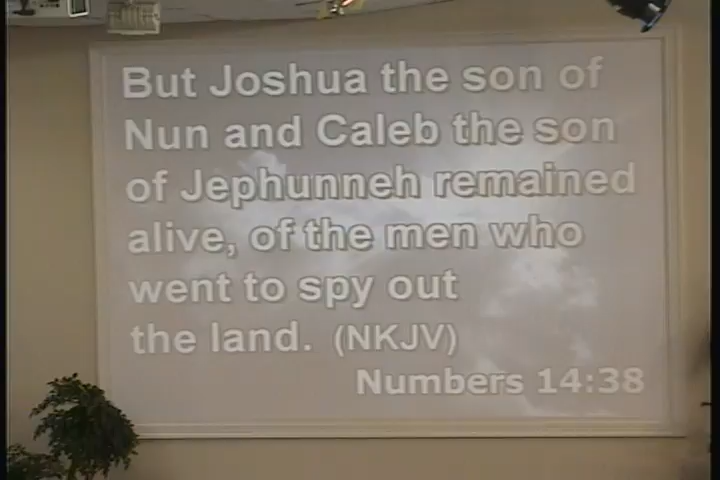 But Joshua the son of
Nun and Caleb the son
of Jephunneh remained
alive, of the men who
went to spy out
the land. (NKJV)
Numbers 14:38